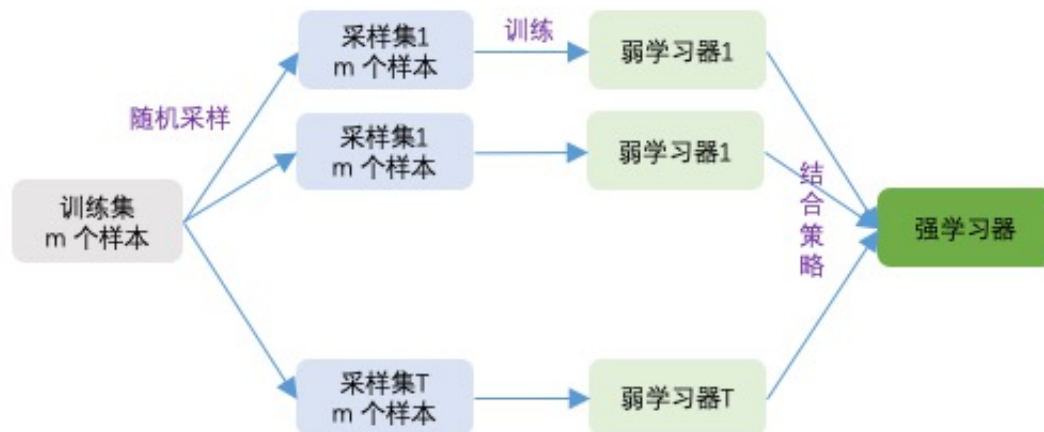 采样集1
m 个样本
训练
弱学习器1
随机采样
采样集1
m 个样本
弱学习器1
训练集
m 个样本
结合策略
强学习器
采样集T
m 个样本
弱学习器T